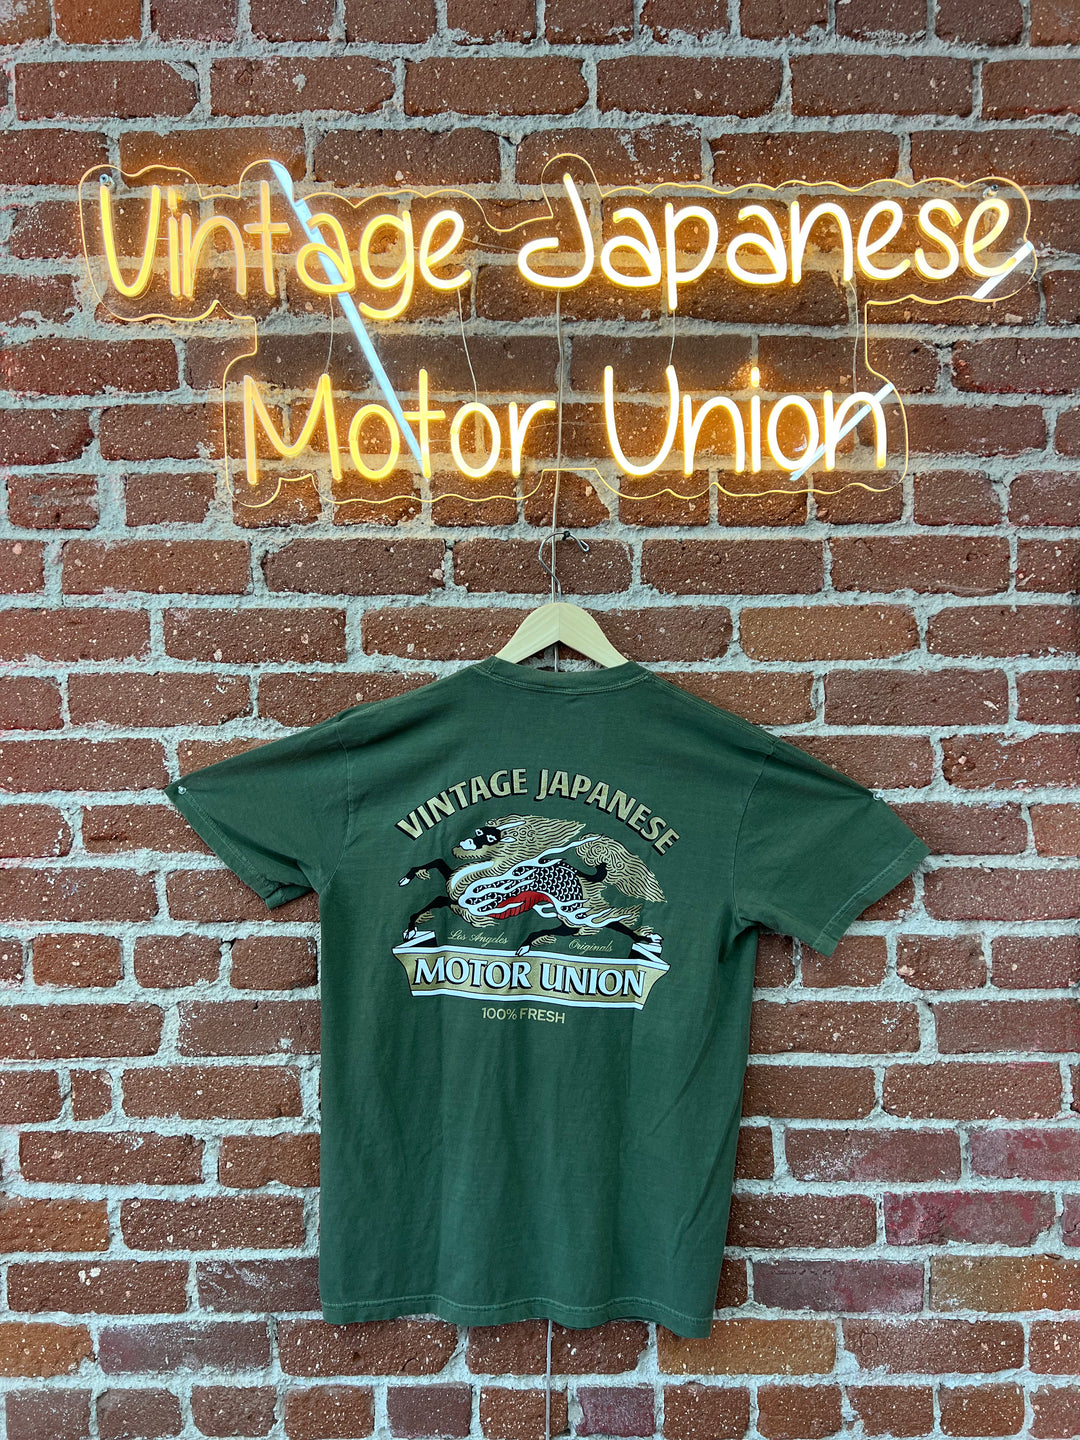 Vintage Japanese
Motor Union
VINTAGE JAPANESE
Los Angeles Originals
MOTOR UNION
100% FRESH